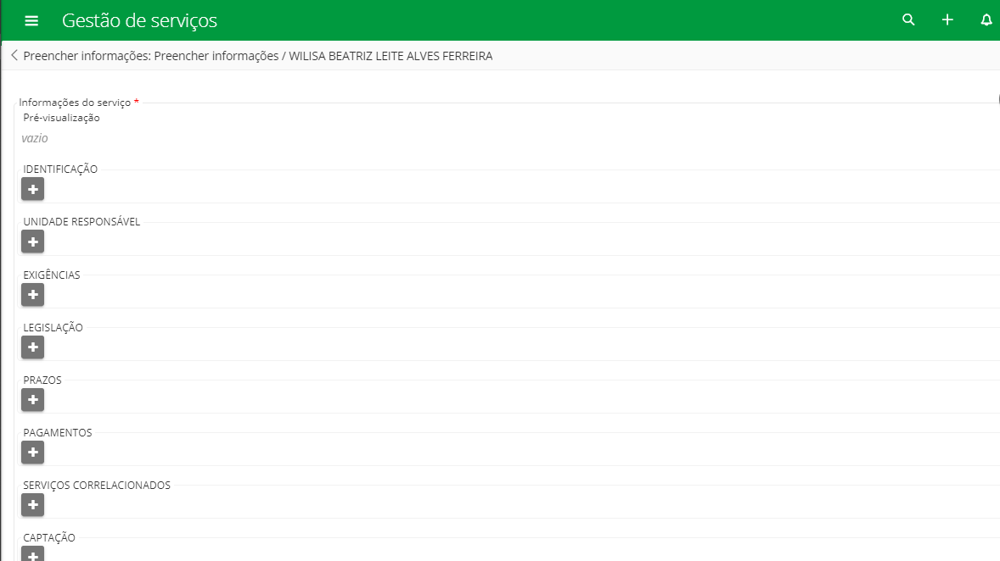 Gestão de serviços
Preencher informações: Preencher informações / WILISA BEATRIZ LEITE ALVES FERREIRA
Informações do serviço *
Pré-visualização
vazio
IDENTIFICAÇÃO
UNIDADE RESPONSÁVEL
EXIGÊNCIAS
LEGISLAÇÃO
PRAZOS
PAGAMENTOS
SERVIÇOS CORRELACIONADOS
CAPTAÇÃO